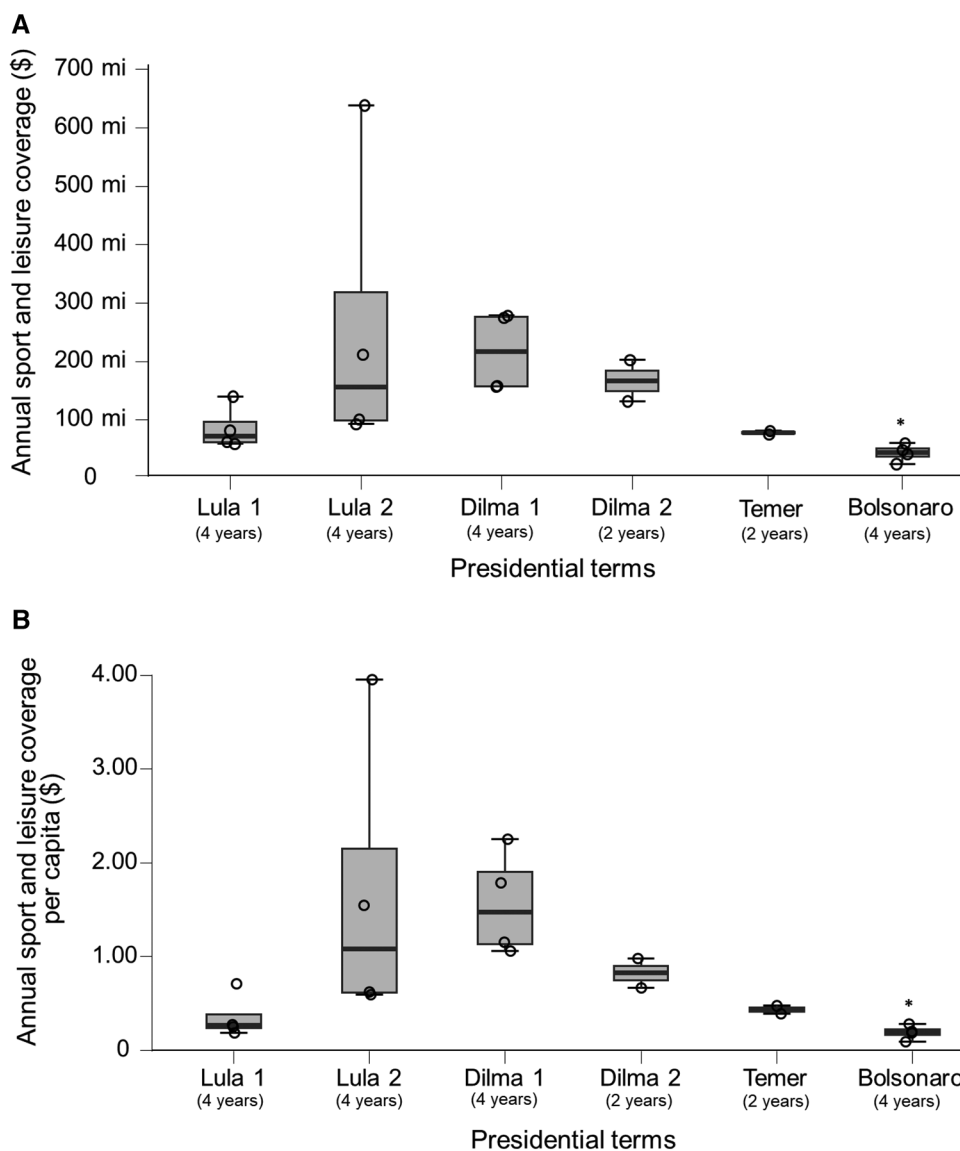 A
Annual sport and leisure coverage ($)
700 mi
600 mi
500 mi
400 mi
300 mi
200 mi
100 mi
0
*
Lula 1 Lula 2 Dilma 1 Dilma 2 Temer Bolsonaro
(4 years) (4 years) (4 years) (2 years) (2 years) (4 years)
Presidential terms
B
Annual sport and leisure coverage
per capita ($)
4.00
3.00
2.00
1.00
0
*
Lula 1 Lula 2 Dilma 1 Dilma 2 Temer Bolsonaro
(4 years) (4 years) (4 years) (2 years) (2 years) (4 years)
Presidential terms